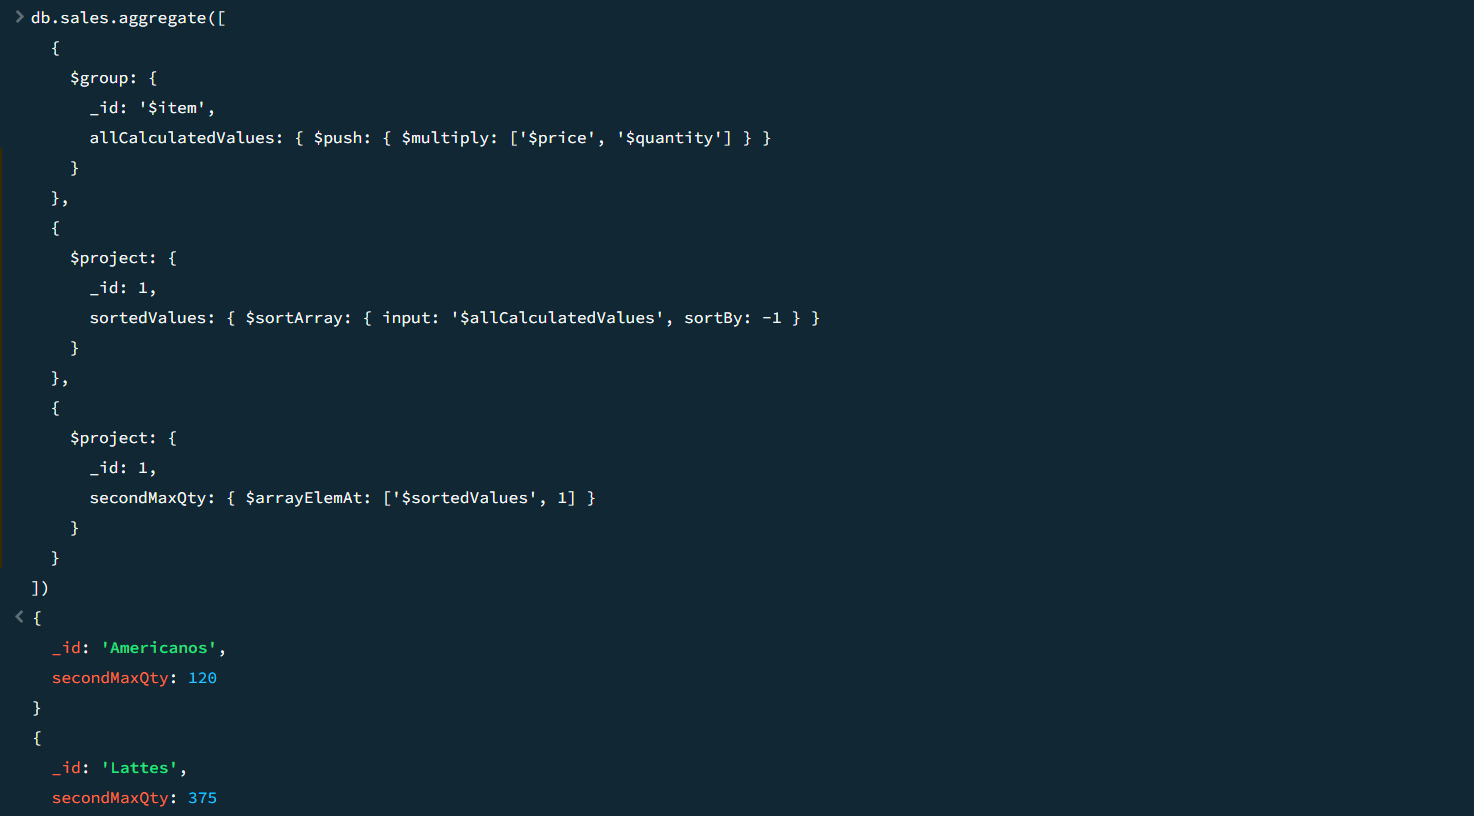 db.sales.aggregate([
{
$group: {
_id: '$item',
allCalculatedValues: { $push: { $multiply: ['$price', '$quantity'] } }
}
},
{
$project: {
_id: 1,
sortedValues: { $sortArray: { input: '$allCalculatedValues', sortBy: -1 } }
}
},
{
$project: {
_id: 1,
secondMaxQty: { $arrayElemAt: ['$sortedValues', 1] }
}
}
])
{
_id: 'Americanos',
secondMaxQty: 120
}
{
_id: 'Lattes',
secondMaxQty: 375